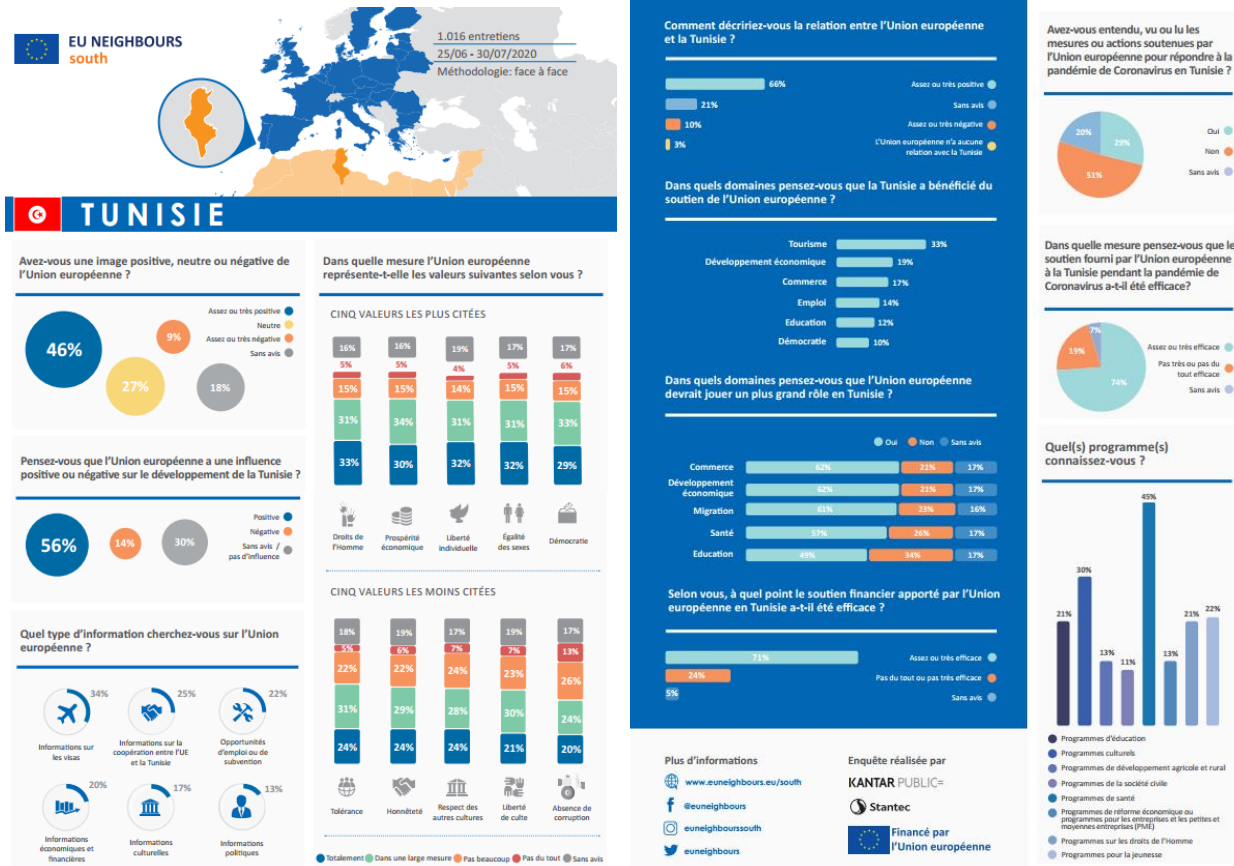 EU NEIGHBOURS
south
1.016 entretiens
25/06 - 30/07/2020
Méthodologie: face à face
TUNISIE
Avez-vous une image positive, neutre ou négative de
l'Union européenne ?
Assez ou très positive
Neutre
Assez ou très négative
Sans avis
46%
27%
9%
18%
Pensez-vous que l'Union européenne a une influence
positive ou négative sur le développement de la Tunisie ?
56%
14%
30%
Positive
Négative
Sans avis /
pas d'influence
Quel type d'information cherchez-vous sur l'Union
européenne ?
34%
25%
22%
Informations sur
les visas
Informations sur la
coopération entre l'UE
et la Tunisie
Opportunités
d'emploi ou de
subvention
20%
17%
13%
Informations
économiques et
financières
Informations
culturelles
Informations
politiques
Dans quelle mesure l'Union européenne
représente-t-elle les valeurs suivantes selon vous ?
CINQ VALEURS LES PLUS CITÉES
16% 16% 19% 17% 17%
5% 5% 4% 5% 6%
15% 15% 14% 15% 15%
31% 34% 31% 31% 33%
33% 30% 32% 32% 29%
Droits de
l'Homme
Prospérité
économique
Liberté
individuelle
Égalité
des sexes
Démocratie
CINQ VALEURS LES MOINS CITÉES
18% 19% 17% 19% 17%
5% 6% 7% 7% 13%
22% 22% 24% 23% 26%
31% 29% 28% 30% 24%
24% 24% 24% 21% 20%
Tolérance
Honnêteté
Respect des
autres cultures
Liberté
de culte
Absence de
corruption
Totalement Dans une large mesure Pas beaucoup Pas du tout Sans avis
Comment décririez-vous la relation entre l'Union européenne
et la Tunisie ?
66% Assez ou très positive
21% Sans avis
10% Assez ou très négative
3% L'Union européenne n'a aucune
relation avec la Tunisie
Dans quels domaines pensez-vous que la Tunisie a bénéficié du
soutien de l'Union européenne ?
Tourisme 33%
Développement économique 19%
Commerce 17%
Emploi 14%
Education 12%
Démocratie 10%
Dans quels domaines pensez-vous que l'Union européenne
devrait jouer un plus grand rôle en Tunisie ?
Oui Non Sans avis
Commerce 62% 21% 17%
Développement
économique 62% 21% 17%
Migration 61% 23% 16%
Santé 57% 26% 17%
Education 49% 34% 17%
Selon vous, à quel point le soutien financier apporté par l'Union
européenne en Tunisie a-t-il été efficace ?
71% Assez ou très efficace
24% Pas du tout ou pas très efficace
5% Sans avis
Plus d'informations
www.euneighbours.eu/south
@euneighbours
euneighbourssouth
euneighbours
Enquête réalisée par
KANTAR PUBLIC=
Stantec
Financé par
l'Union européenne
Avez-vous entendu, vu ou lu les
mesures ou actions soutenues par
l'Union européenne pour répondre à la
pandémie de Coronavirus en Tunisie ?
20%
29%
51%
Oui
Non
Sans avis
Dans quelle mesure pensez-vous que le
soutien fourni par l'Union européenne
à la Tunisie pendant la pandémie de
Coronavirus a-t-il été efficace?
7%
19%
74%
Assez ou très efficace
Pas très ou pas du
tout efficace
Sans avis
Quel(s) programme(s)
connaissez-vous ?
21%
30%
13%
11%
45%
13%
21%
22%
Programmes d'éducation
Programmes culturels
Programmes de développement agricole et rural
Programmes de la société civile
Programmes de santé
Programmes de réforme économique ou
programmes pour les entreprises et les petites et
moyennes entreprises (PME)
Programmes sur les droits de l'Homme
Programmes pour la jeunesse